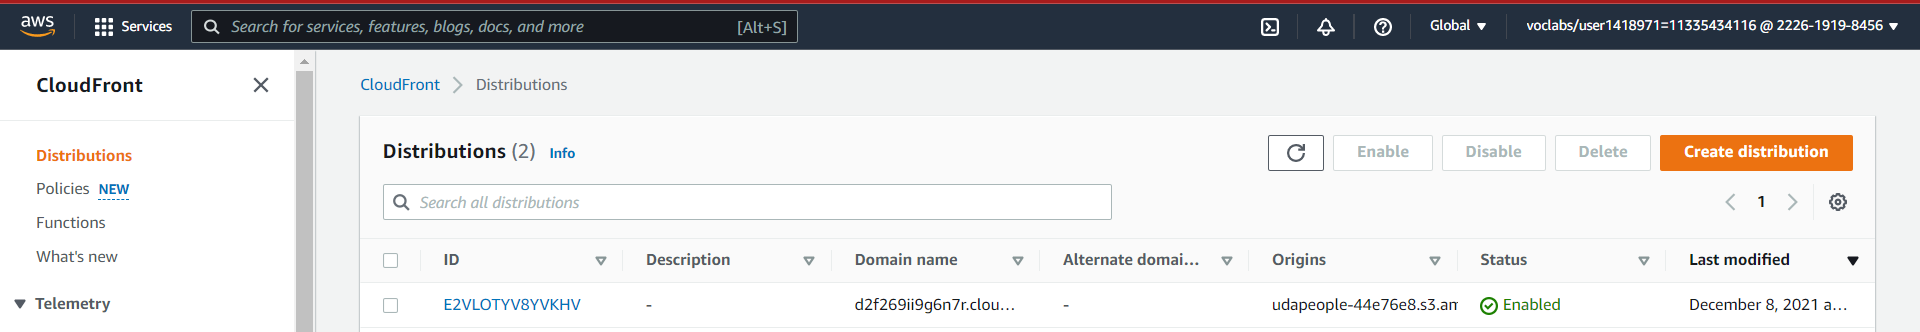 aws Services Search for services, features, blogs, docs, and more [Alt+S] Global voclabs/user1418971=11335434116 @ 2226-1919-8456
CloudFront
Distributions
Policies NEW
Functions
What's new
Telemetry
CloudFront Distributions
Distributions (2) Info Enable Disable Delete Create distribution
Search all distributions 1
ID Description Domain name Alternate domai... Origins Status Last modified
E2VLOTYV8YVKHV - d2f269ii9g6n7r.clou... - udapeople-44e76e8.s3.am Enabled December 8, 2021 a...